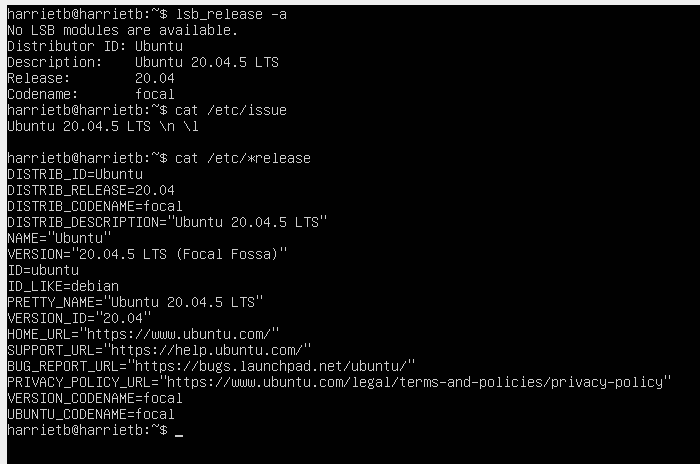 harrietb@harrietb:~$ lsb_release -a
No LSB modules are available.
Distributor ID: Ubuntu
Description:    Ubuntu 20.04.5 LTS
Release:        20.04
Codename:       focal
harrietb@harrietb:~$ cat /etc/issue
Ubuntu 20.04.5 LTS \n \l

harrietb@harrietb:~$ cat /etc/*release
DISTRIB_ID=Ubuntu
DISTRIB_RELEASE=20.04
DISTRIB_CODENAME=focal
DISTRIB_DESCRIPTION="Ubuntu 20.04.5 LTS"
NAME="Ubuntu"
VERSION="20.04.5 LTS (Focal Fossa)"
ID=ubuntu
ID_LIKE=debian
PRETTY_NAME="Ubuntu 20.04.5 LTS"
VERSION_ID="20.04"
HOME_URL="https://www.ubuntu.com/"
SUPPORT_URL="https://help.ubuntu.com/"
BUG_REPORT_URL="https://bugs.launchpad.net/ubuntu/"
PRIVACY_POLICY_URL="https://www.ubuntu.com/legal/terms-and-policies/privacy-policy"
VERSION_CODENAME=focal
UBUNTU_CODENAME=focal
harrietb@harrietb:~$ _